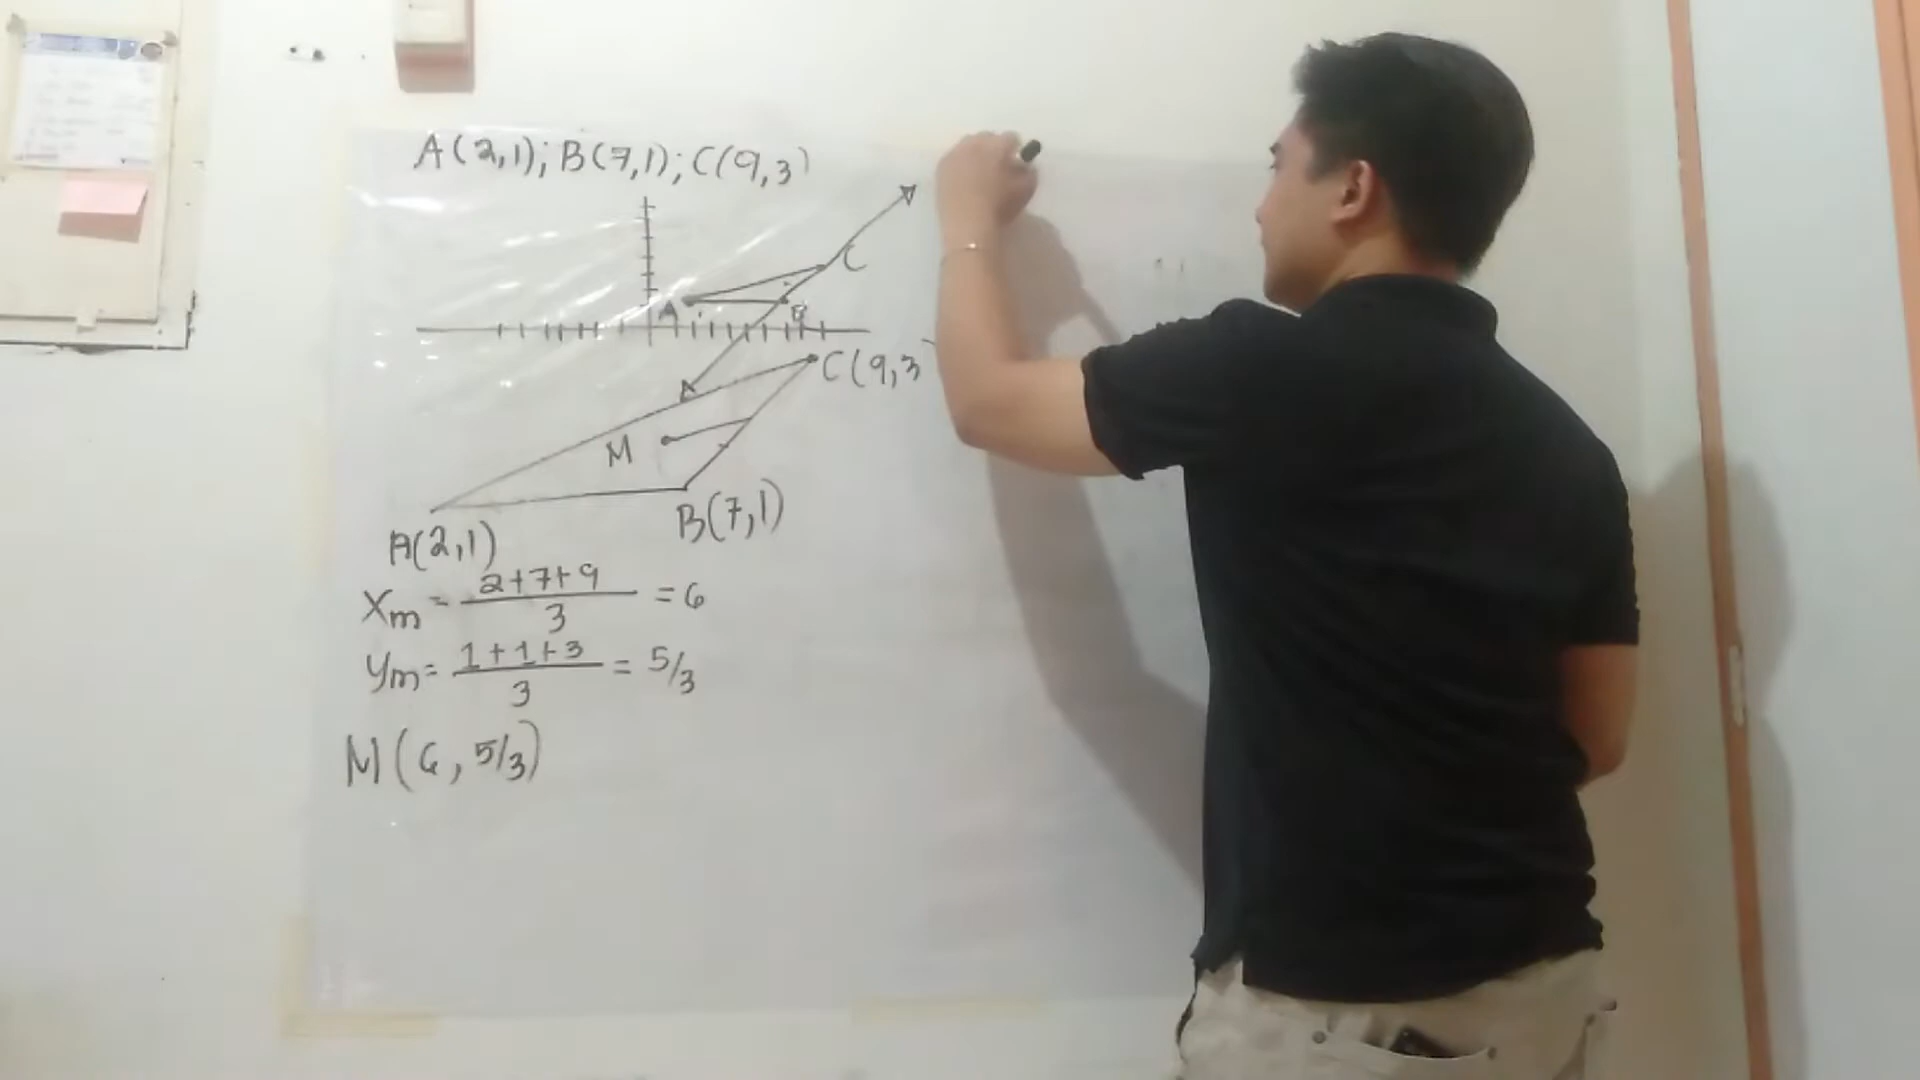 A(2,1); B(7,1); C(9,3)
C
A
B
C(9,3
M
B(7,1)
A(2,1)
Xm = 2+7+9 / 3 = 6
Ym = 1+1+3 / 3 = 5/3
M(6, 5/3)